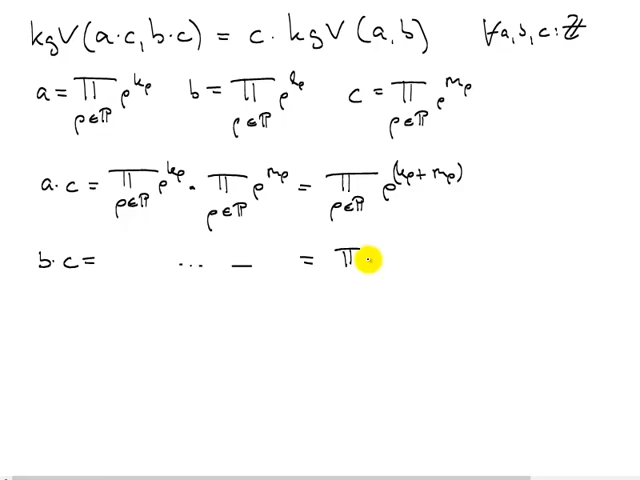 kgV(a·c, b·c) = c · kgV(a,b) ∀a,b,c:ℤ
a = ∏_{p∈ℙ} p^{k_p} b = ∏_{p∈ℙ} p^{l_p} c = ∏_{p∈ℙ} p^{m_p}
a·c = ∏_{p∈ℙ} p^{k_p} · ∏_{p∈ℙ} p^{m_p} = ∏_{p∈ℙ} p^{(k_p + m_p)}
b·c = ... _ = ∏